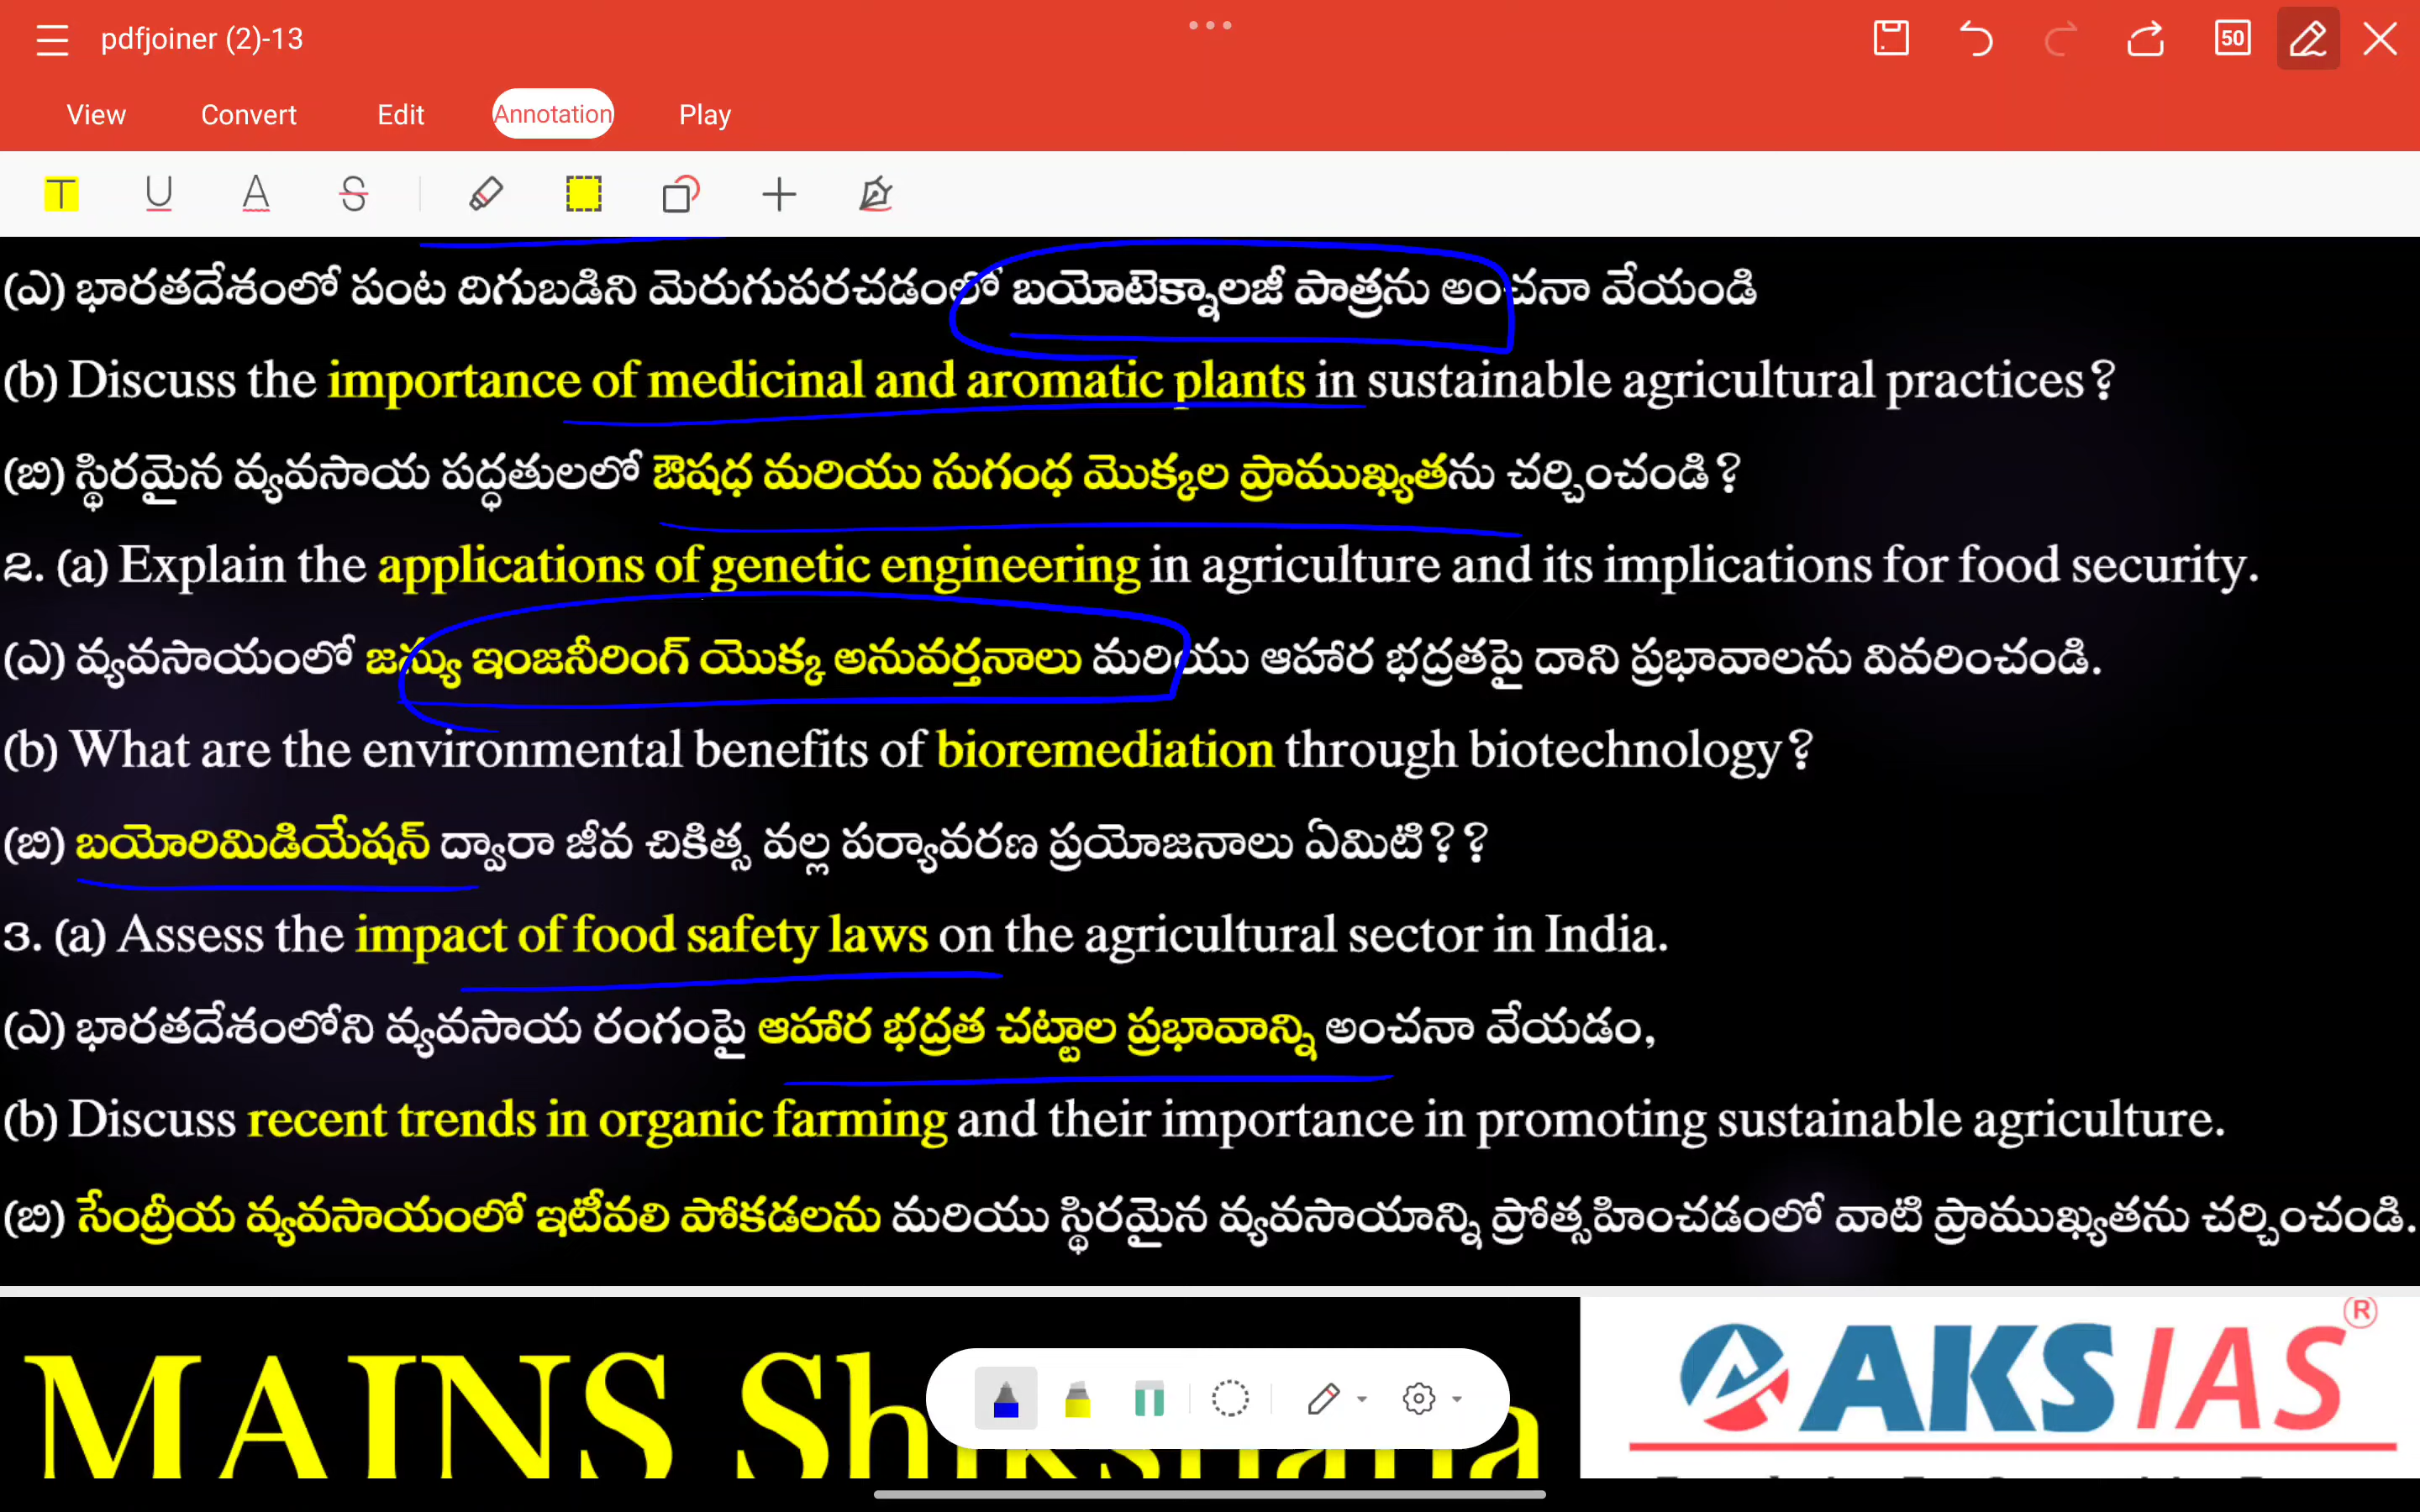 pdfjoiner (2)-13
50
View Convert Edit Annotation Play
T U A S
(ఎ) భారతదేశంలో పంట దిగుబడిని మెరుగుపరచడంలో బయోటెక్నాలజీ పాత్రను అంచనా వేయండి
(b) Discuss the importance of medicinal and aromatic plants in sustainable agricultural practices?
(బి) స్థిరమైన వ్యవసాయ పద్ధతులలో ఔషధ మరియు సుగంధ మొక్కల ప్రాముఖ్యతను చర్చించండి?
2. (a) Explain the applications of genetic engineering in agriculture and its implications for food security.
(ఎ) వ్యవసాయంలో జన్యు ఇంజనీరింగ్ యొక్క అనువర్తనాలు మరియు ఆహార భద్రతపై దాని ప్రభావాలను వివరించండి.
(b) What are the environmental benefits of bioremediation through biotechnology?
(బి) బయోరిమిడియేషన్ ద్వారా జీవ చికిత్స వల్ల పర్యావరణ ప్రయోజనాలు ఏమిటి??
3. (a) Assess the impact of food safety laws on the agricultural sector in India.
(ఎ) భారతదేశంలోని వ్యవసాయ రంగంపై ఆహార భద్రత చట్టాల ప్రభావాన్ని అంచనా వేయడం,
(b) Discuss recent trends in organic farming and their importance in promoting sustainable agriculture.
(బి) సేంద్రీయ వ్యవసాయంలో ఇటీవలి పోకడలను మరియు స్థిరమైన వ్యవసాయాన్ని ప్రోత్సహించడంలో వాటి ప్రాముఖ్యతను చర్చించండి.
MAINS
AKS IAS ®